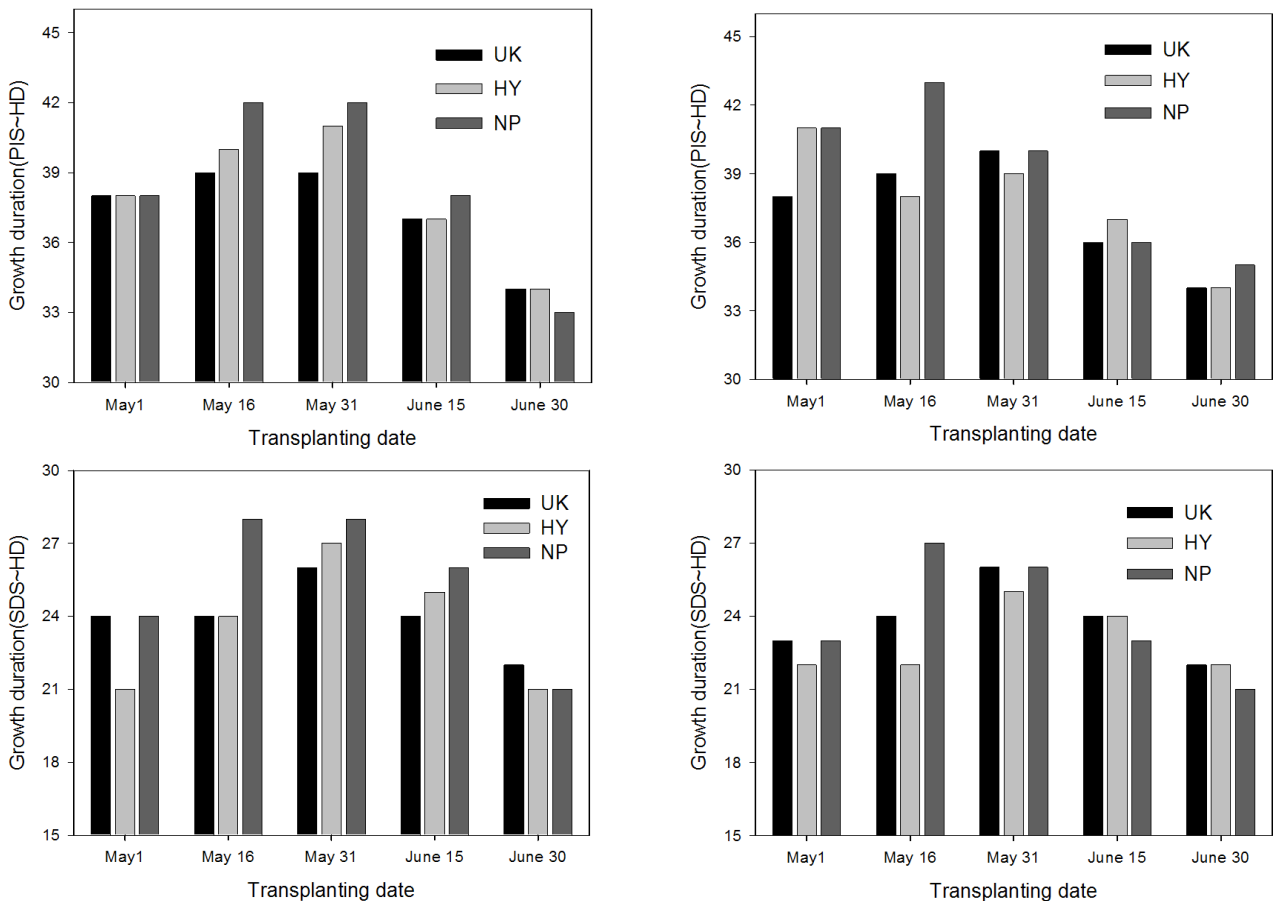 Growth duration(PIS~HD)
45
42
39
36
33
30
UK
HY
NP
May1 May 16 May 31 June 15 June 30
Transplanting date
Growth duration(PIS~HD)
45
42
39
36
33
30
UK
HY
NP
May1 May 16 May 31 June 15 June 30
Transplanting date
Growth duration(SDS~HD)
30
27
24
21
18
15
UK
HY
NP
May1 May 16 May 31 June 15 June 30
Transplanting date
Growth duration(SDS~HD)
30
27
24
21
18
15
UK
HY
NP
May1 May 16 May 31 June 15 June 30
Transplanting date